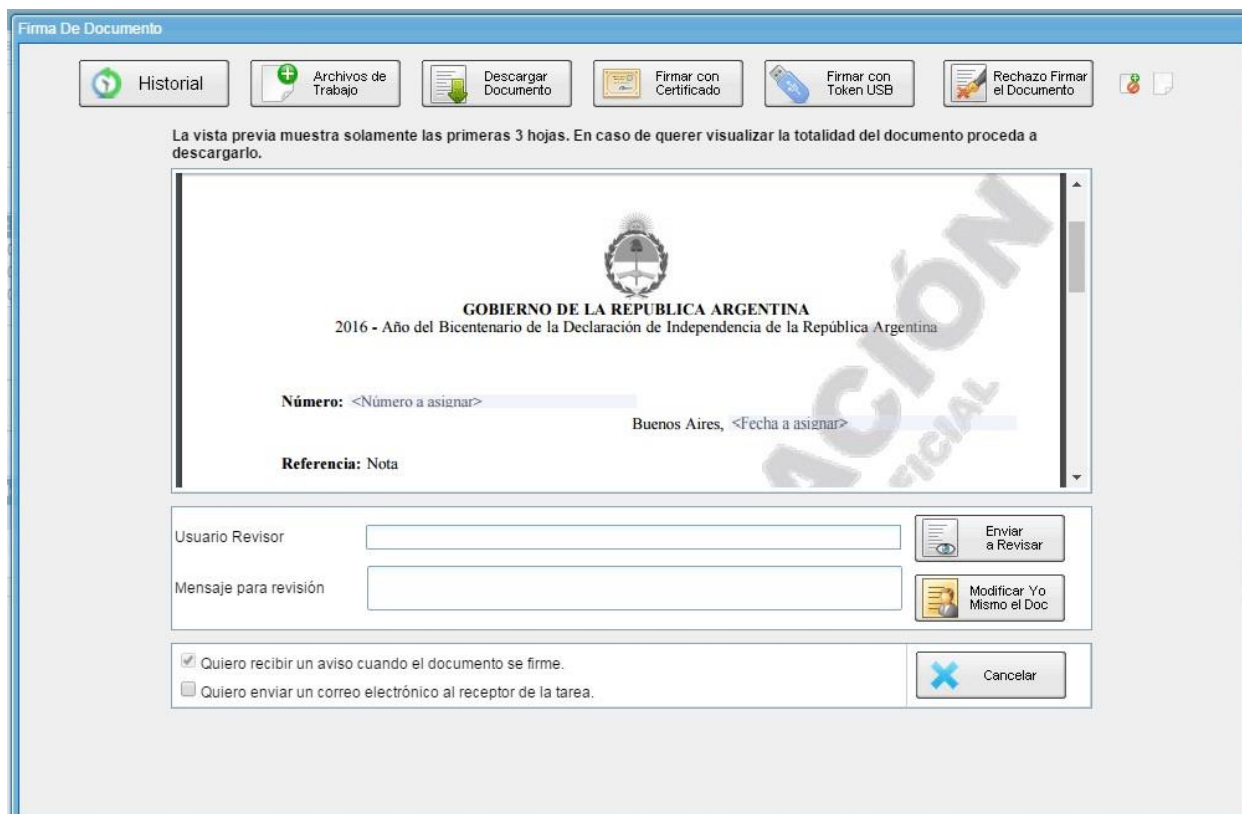 Firma De Documento
Historial
Archivos de
Trabajo
Descargar
Documento
Firmar con
Certificado
Firmar con
Token USB
Rechazo Firmar
el Documento
La vista previa muestra solamente las primeras 3 hojas. En caso de querer visualizar la totalidad del documento proceda a
descargarlo.
GOBIERNO DE LA REPUBLICA ARGENTINA
2016 - Año del Bicentenario de la Declaración de Independencia de la República Argentina
Número: <Número a asignar>
Buenos Aires, <Fecha a asignar>
Referencia: Nota
ACIÓN
FICIAL
Usuario Revisor
Enviar
a Revisar
Mensaje para revisión
Modificar Yo
Mismo el Doc
Quiero recibir un aviso cuando el documento se firme.
Quiero enviar un correo electrónico al receptor de la tarea.
Cancelar